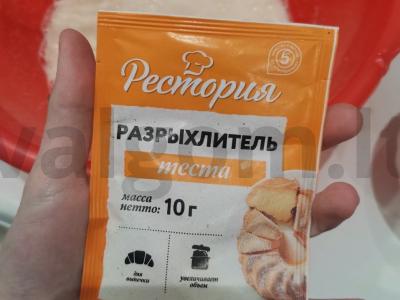 Рестория
5
РАЗРЫХЛИТЕЛЬ
теста
масса
нетто: 10 г
для
выпечки
увеличивает
объем